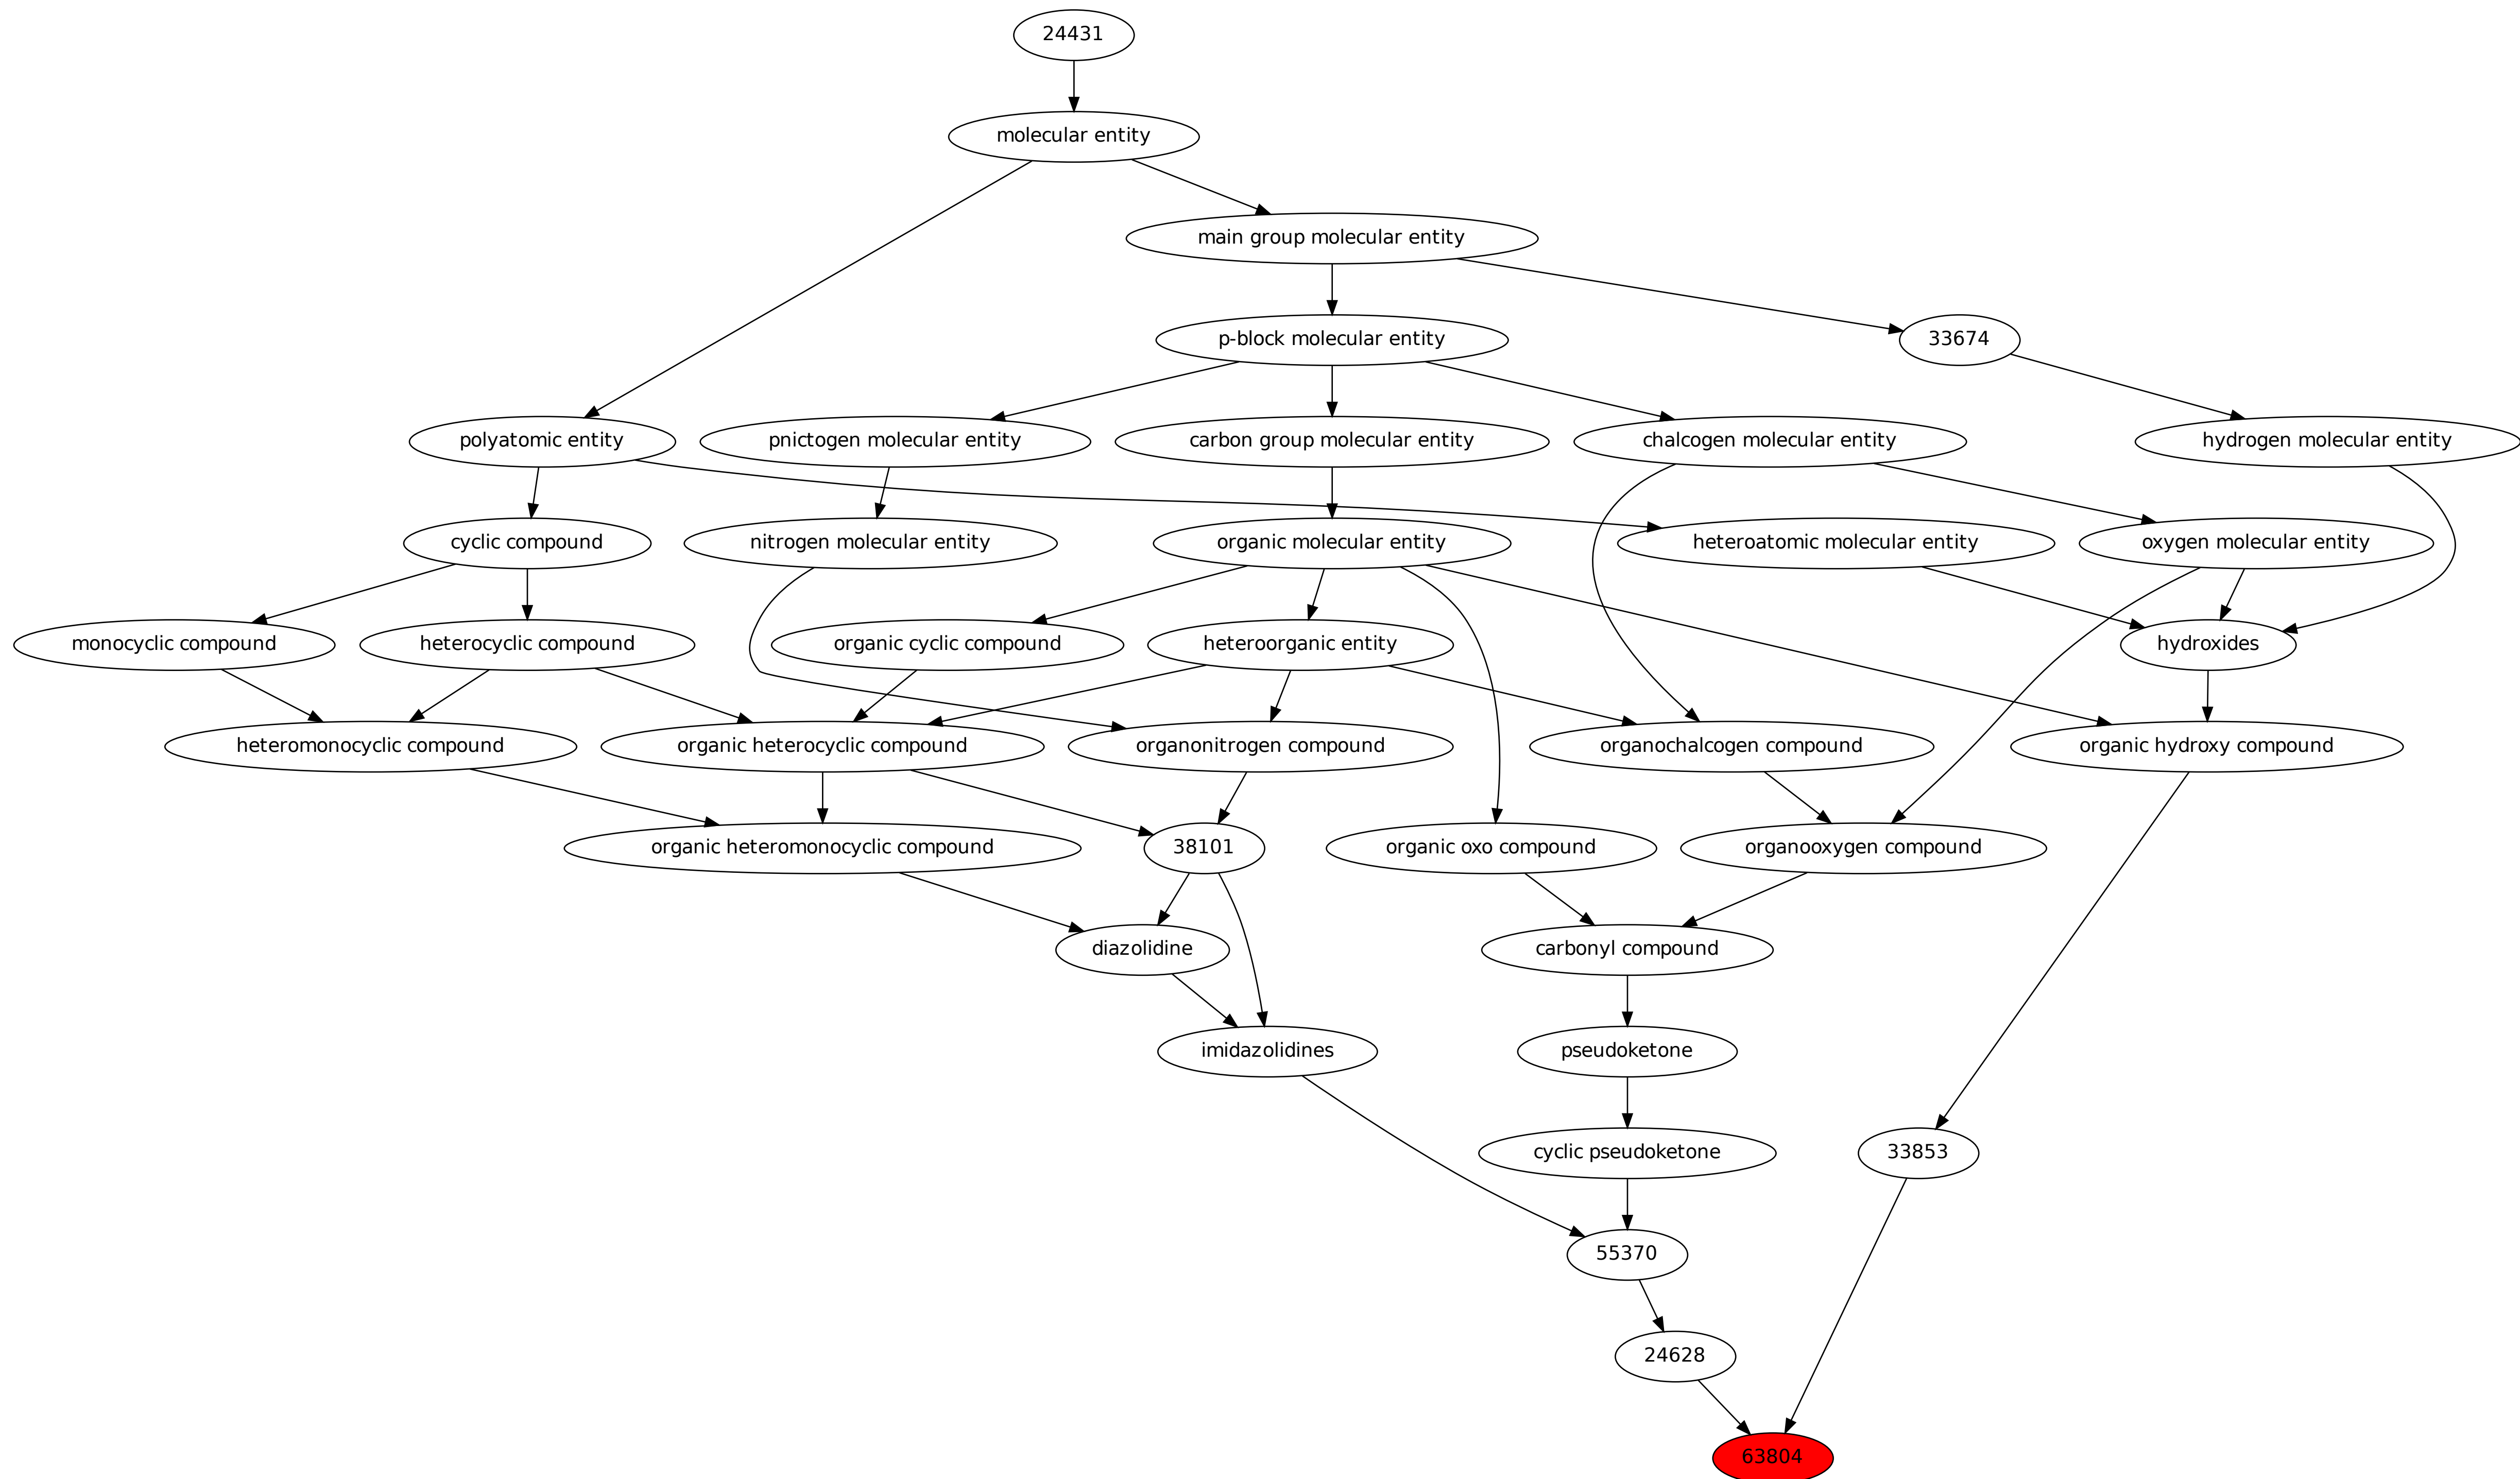 24431
molecular entity
main group molecular entity
p-block molecular entity
33674
polyatomic entity
pnictogen molecular entity
carbon group molecular entity
chalcogen molecular entity
hydrogen molecular entity
cyclic compound
nitrogen molecular entity
organic molecular entity
heteroatomic molecular entity
oxygen molecular entity
monocyclic compound
heterocyclic compound
organic cyclic compound
heteroorganic entity
hydroxides
heteromonocyclic compound
organic heterocyclic compound
organonitrogen compound
organochalcogen compound
organic hydroxy compound
organic heteromonocyclic compound
38101
organic oxo compound
organooxygen compound
diazolidine
carbonyl compound
imidazolidines
pseudoketone
cyclic pseudoketone
33853
55370
24628
63804